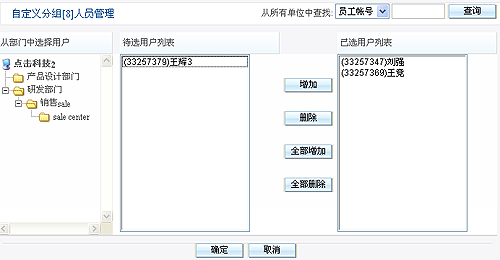 自定义分组[8]人员管理
从所有单位中查找: 员工帐号 查询
从部门中选择用户
待选用户列表
已选用户列表
点击科技2
产品设计部门
研发部门
销售sale
sale center
(33257379)王辉3
(33257347)刘强
(33257369)王竞
增加
删除
全部增加
全部删除
确定 取消